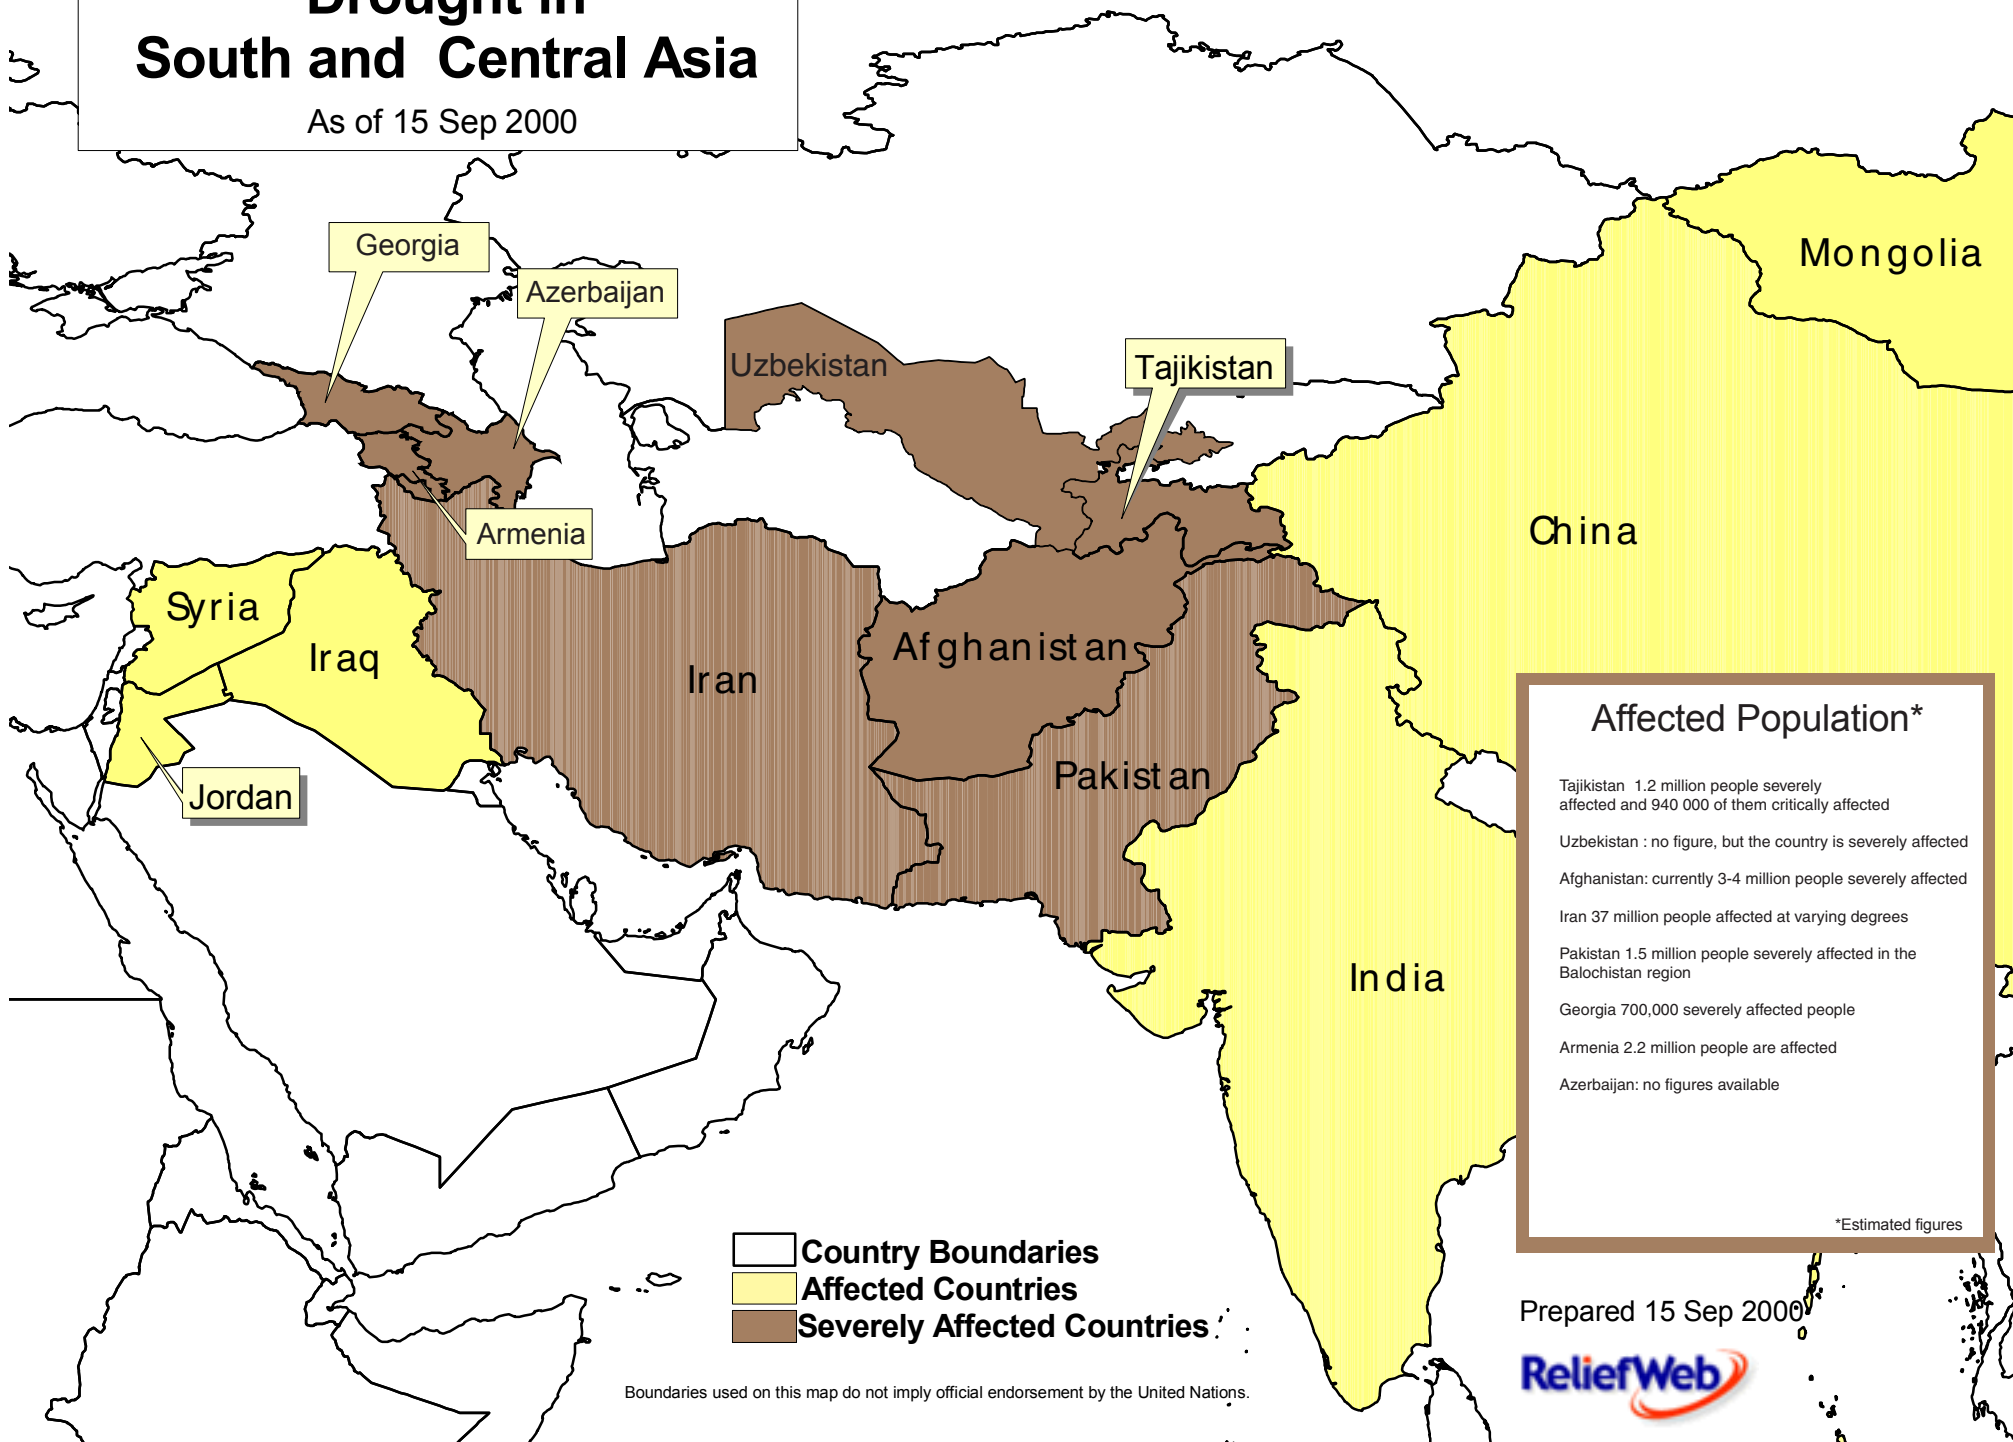 Drought in
South and Central Asia
As of 15 Sep 2000
Georgia
Azerbaijan
Mongolia
Uzbekistan
Tajikistan
China
Armenia
Syria
Iraq
Afghanistan
Iran
Jordan
Pakistan
India
Affected Population*
Tajikistan 1.2 million people severely
affected and 940 000 of them critically affected
Uzbekistan : no figure, but the country is severely affected
Afghanistan: currently 3-4 million people severely affected
Iran 37 million people affected at varying degrees
Pakistan 1.5 million people severely affected in the
Balochistan region
Georgia 700,000 severely affected people
Armenia 2.2 million people are affected
Azerbaijan: no figures available
*Estimated figures
Country Boundaries
Affected Countries
Severely Affected Countries
Prepared 15 Sep 2000
ReliefWeb
Boundaries used on this map do not imply official endorsement by the United Nations.